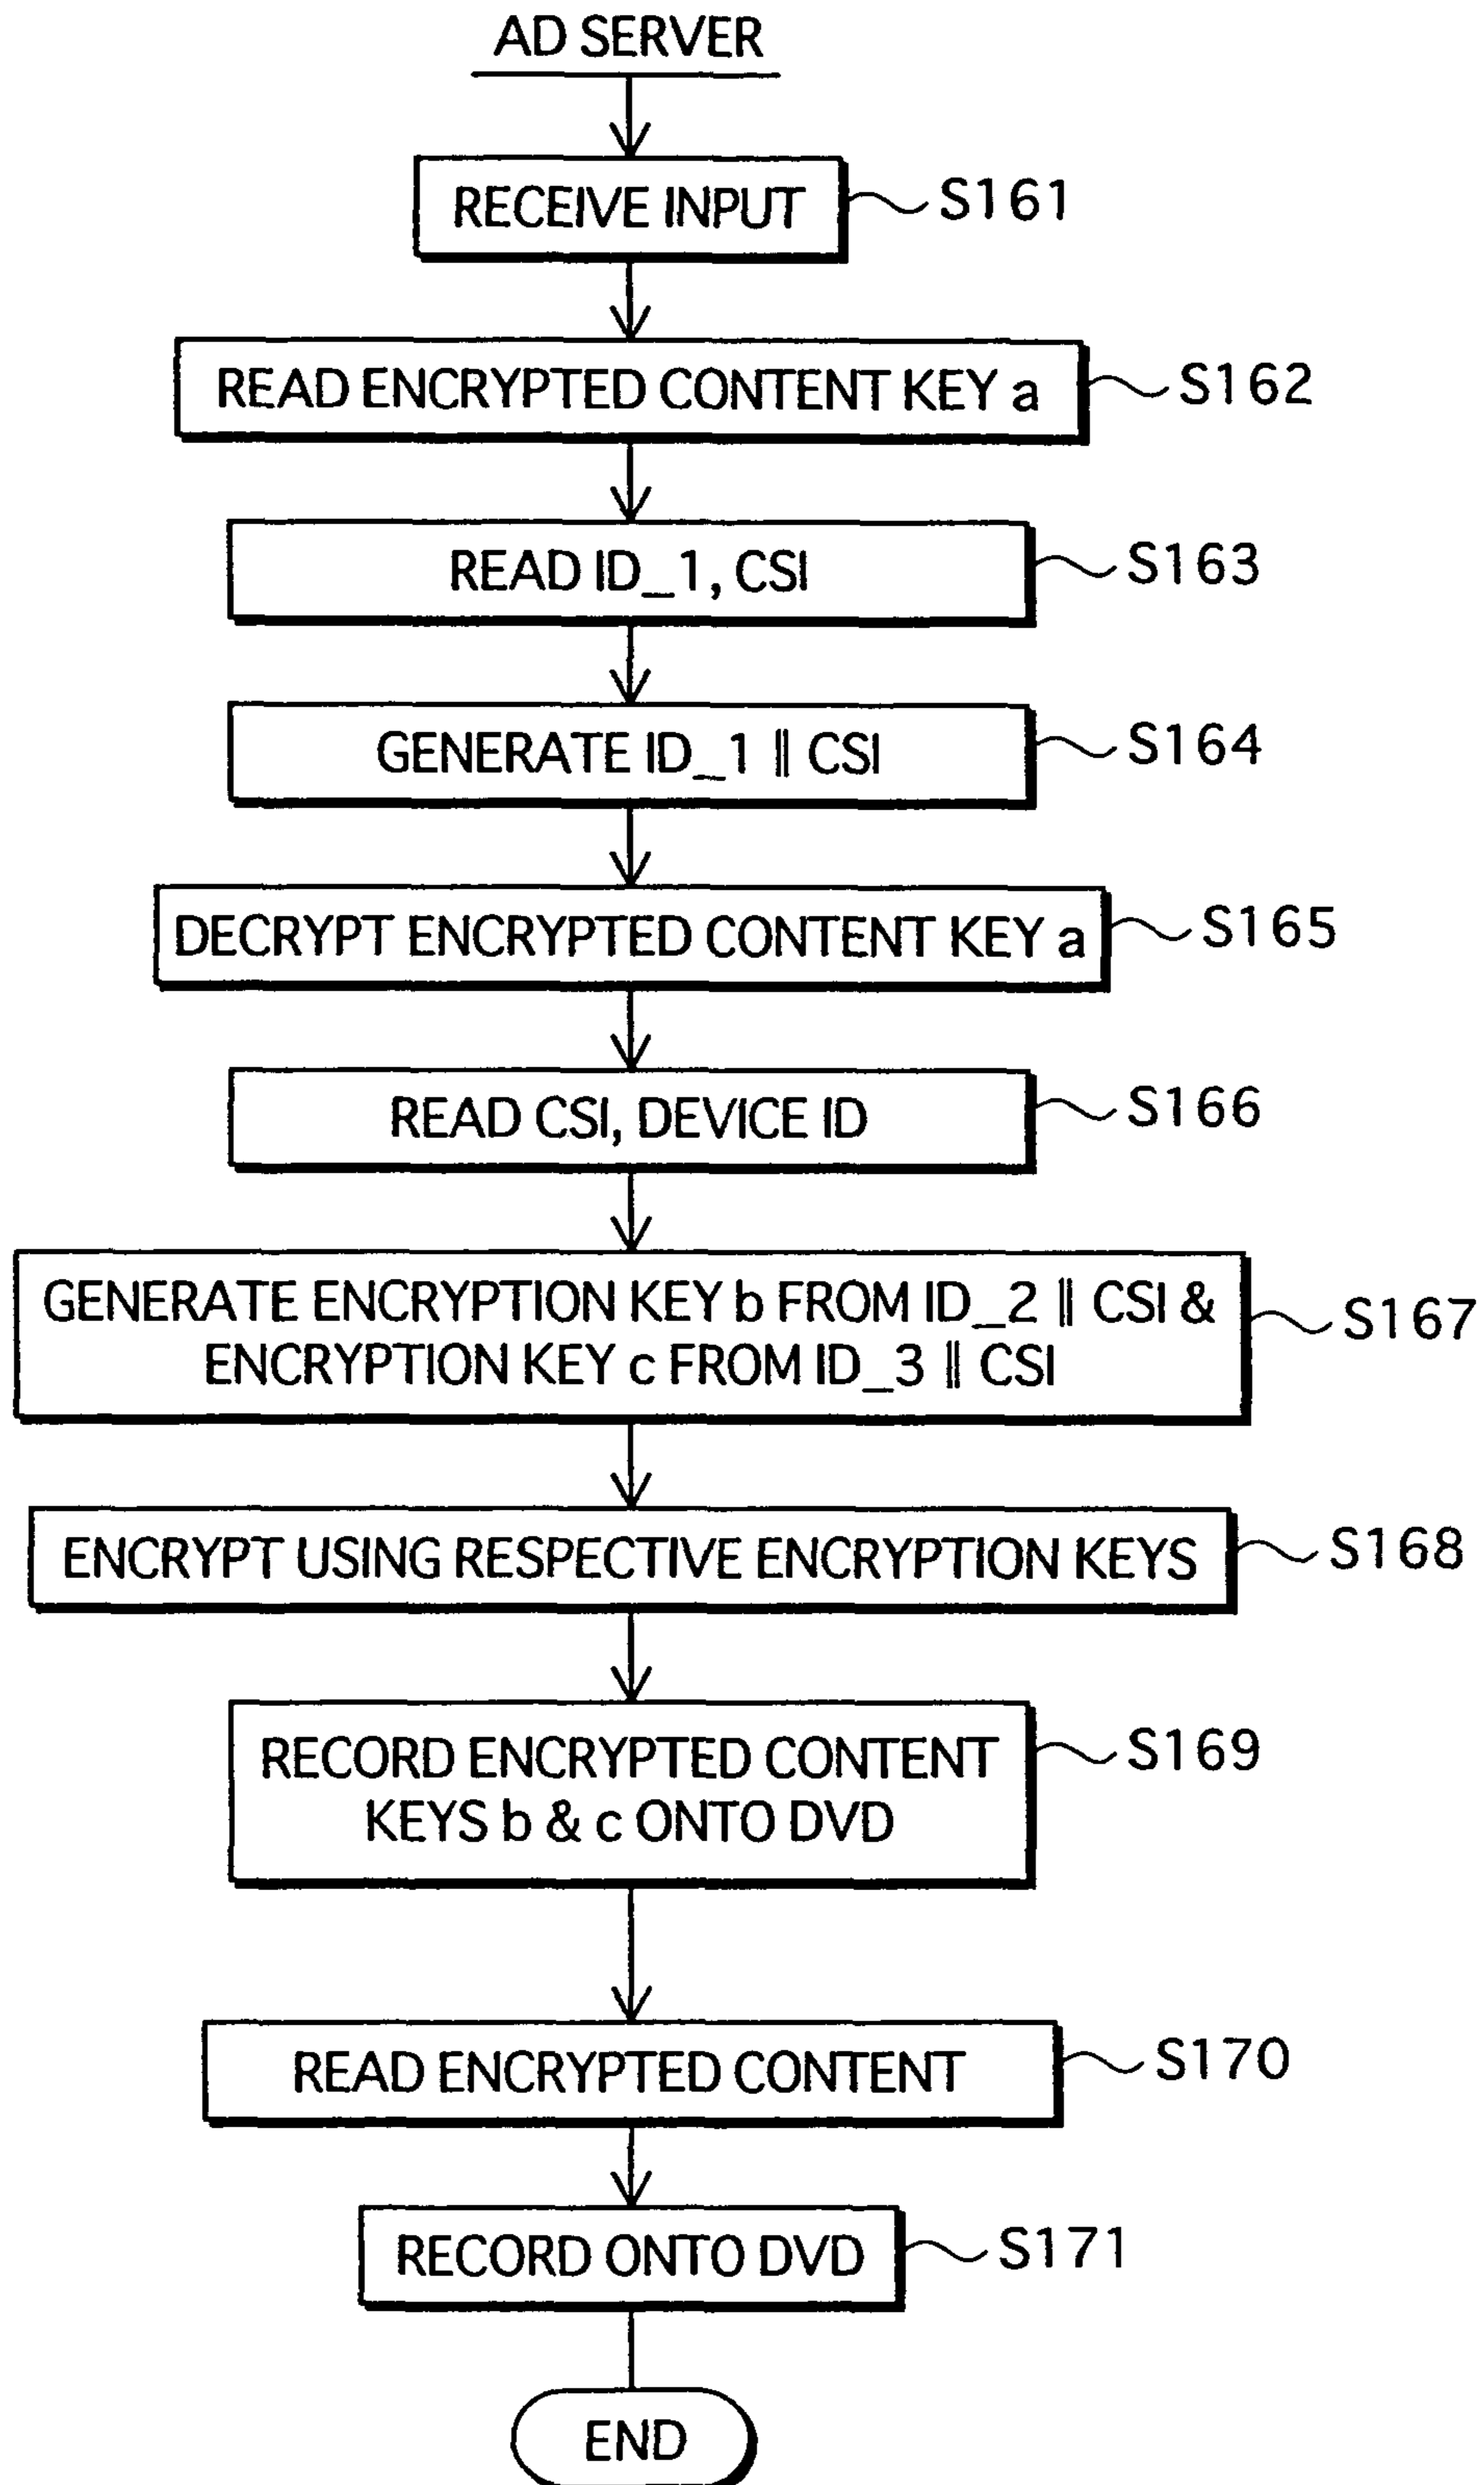 AD SERVER
RECEIVE INPUT
S161
READ ENCRYPTED CONTENT KEY a
S162
READ ID_1, CSI
S163
GENERATE ID_1 || CSI
S164
DECRYPT ENCRYPTED CONTENT KEY a
S165
READ CSI, DEVICE ID
S166
GENERATE ENCRYPTION KEY b FROM ID_2 || CSI &
ENCRYPTION KEY c FROM ID_3 || CSI
S167
ENCRYPT USING RESPECTIVE ENCRYPTION KEYS
S168
RECORD ENCRYPTED CONTENT
KEYS b & c ONTO DVD
S169
READ ENCRYPTED CONTENT
S170
RECORD ONTO DVD
S171
END